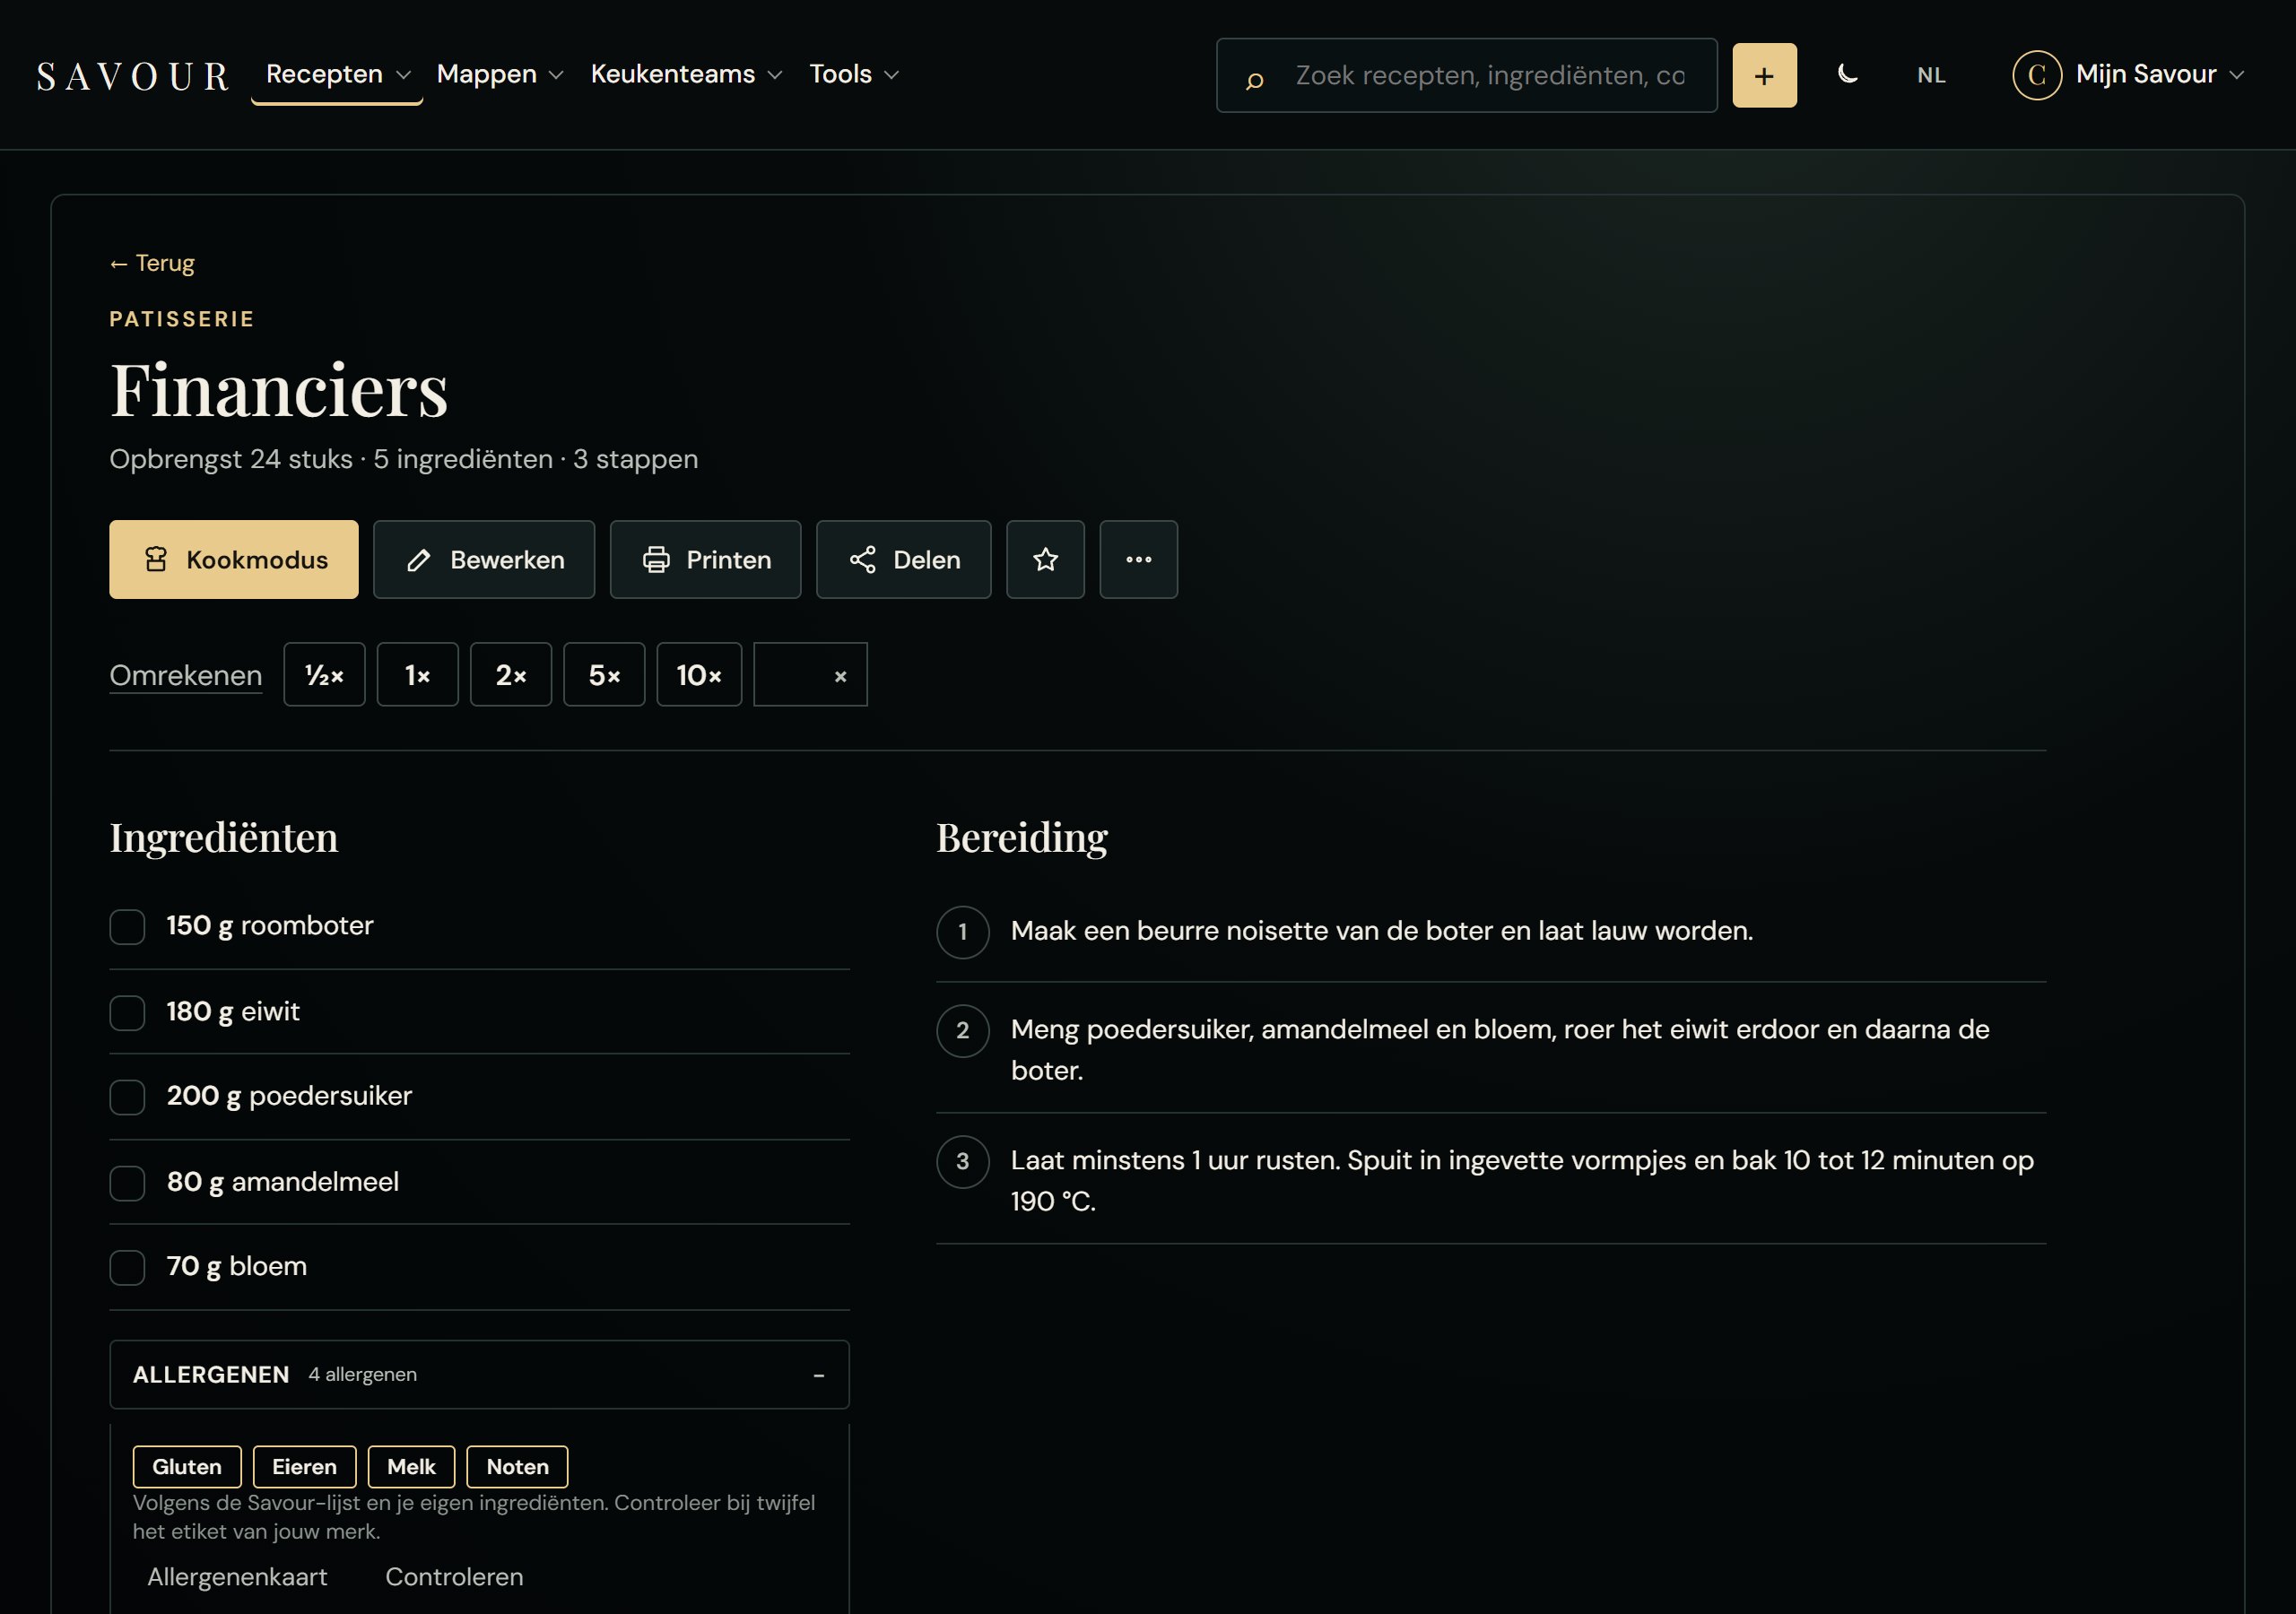 SAVOUR Recepten Mappen Keukenteams Tools Zoek recepten, ingrediënten, co + NL C Mijn Savour
← Terug
PATISSERIE
Financiers
Opbrengst 24 stuks · 5 ingrediënten · 3 stappen
Kookmodus Bewerken Printen Delen
Omrekenen ½× 1× 2× 5× 10× ×
Ingrediënten
150 g roomboter
180 g eiwit
200 g poedersuiker
80 g amandelmeel
70 g bloem
ALLERGENEN 4 allergenen –
Gluten Eieren Melk Noten
Volgens de Savour-lijst en je eigen ingrediënten. Controleer bij twijfel
het etiket van jouw merk.
Allergenenkaart Controleren
Bereiding
1 Maak een beurre noisette van de boter en laat lauw worden.
2 Meng poedersuiker, amandelmeel en bloem, roer het eiwit erdoor en daarna de
boter.
3 Laat minstens 1 uur rusten. Spuit in ingevette vormpjes en bak 10 tot 12 minuten op
190 °C.